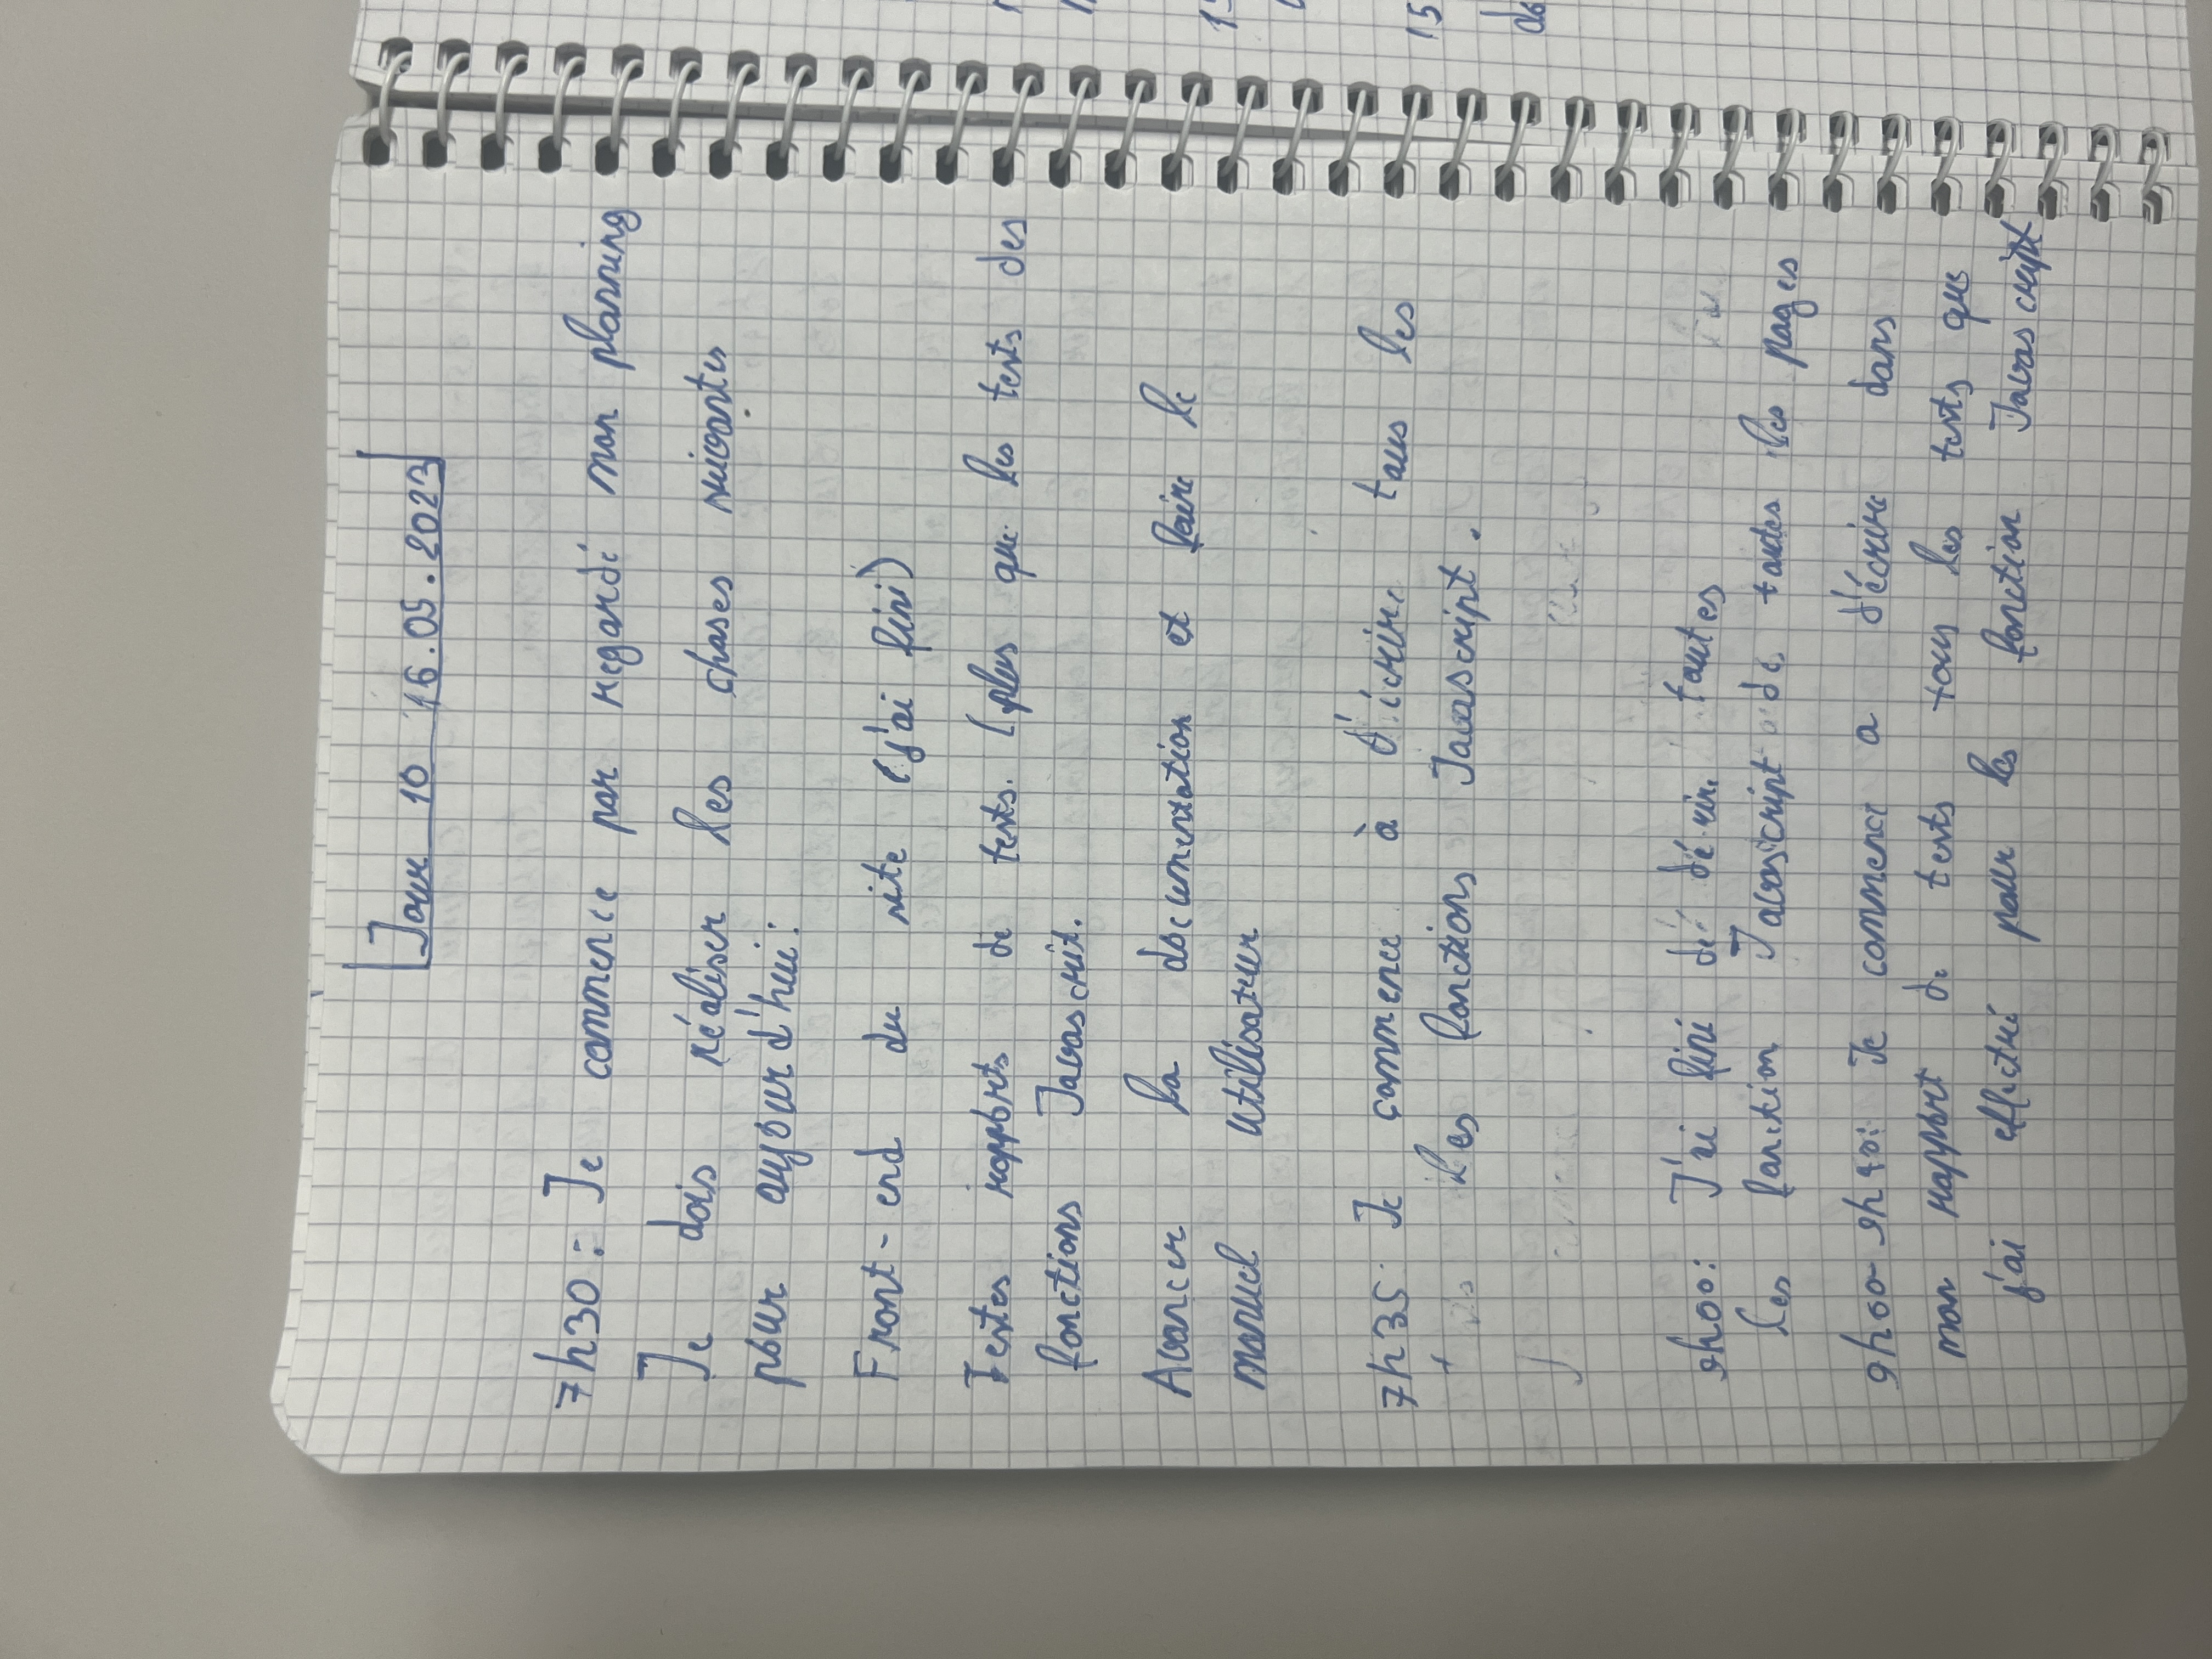 Jour 10 16.05.2023
7h30 : Je commence par regardé mon planning
Je dois réaliser les choses suivantes
pour aujourd'hui :
Front-end du site (j'ai fini)
Testes rapports de tests. (plus que les tests des
fonctions Javascrit.
Avancer la documentation et faire le
manuel utilisateur
7h35 Je commence à d'écrire tous les
les fonctions Javascript.
9h00: J'ai fini de toutes
les fonction Javascript de toutes les pages
9h00-9h40: Je commence a d'écrire dans
mon rapport de tests tous les tests que
j'ai effectué pour les fonction Javascript
15
15